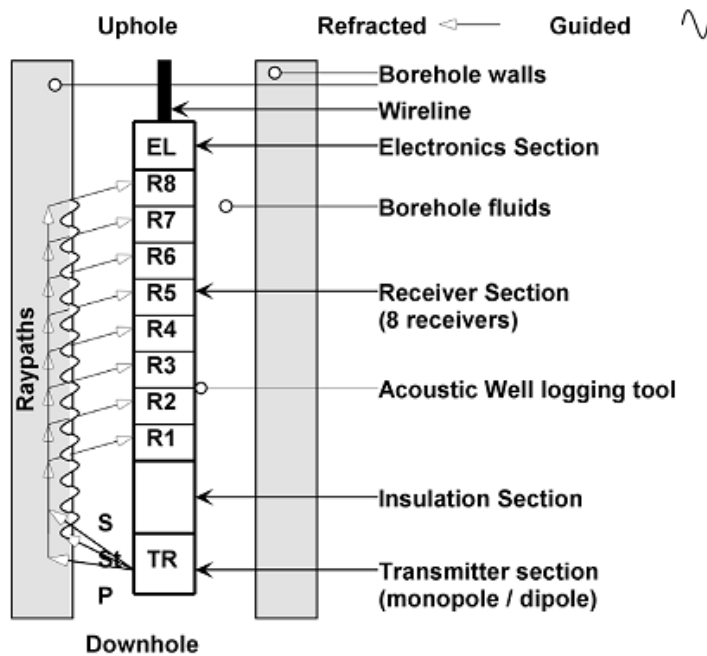 Uphole
Refracted
Guided
Borehole walls
Wireline
EL
Electronics Section
R8
R7
Borehole fluids
R6
R5
Receiver Section
(8 receivers)
R4
R3
R2
Acoustic Well logging tool
R1
Raypaths
Insulation Section
S
St
TR
P
Transmitter section
(monopole / dipole)
Downhole